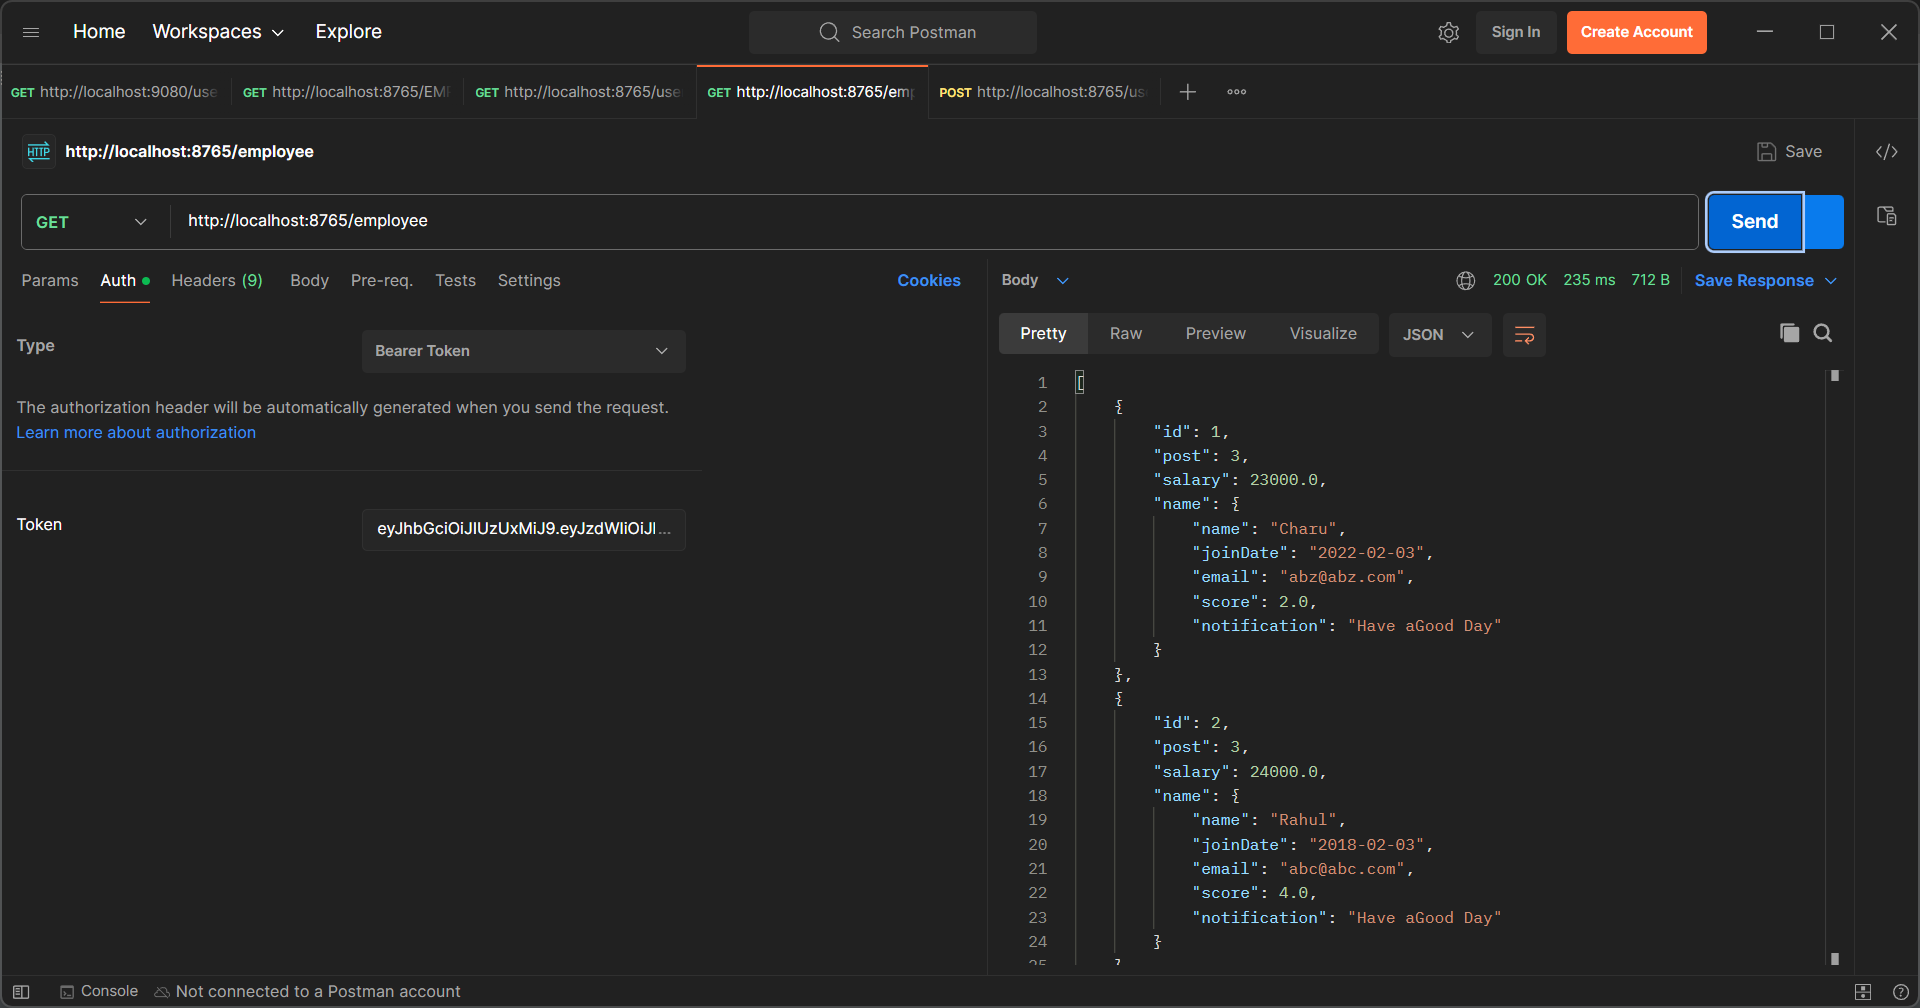 Home Workspaces Explore Search Postman Sign In Create Account
GET http://localhost:9080/use GET http://localhost:8765/EM GET http://localhost:8765/use GET http://localhost:8765/emp POST http://localhost:8765/us
HTTP http://localhost:8765/employee Save </>
GET http://localhost:8765/employee Send
Params Auth Headers (9) Body Pre-req. Tests Settings Cookies
Body 200 OK 235 ms 712 B Save Response
Type Bearer Token
The authorization header will be automatically generated when you send the request.
Learn more about authorization
Token eyJhbGciOiJIUzUxMiJ9.eyJzdWIiOiJ...
Pretty Raw Preview Visualize JSON
1 [
2 {
3 "id": 1,
4 "post": 3,
5 "salary": 23000.0,
6 "name": {
7 "name": "Charu",
8 "joinDate": "2022-02-03",
9 "email": "abz@abz.com",
10 "score": 2.0,
11 "notification": "Have aGood Day"
12 }
13 },
14 {
15 "id": 2,
16 "post": 3,
17 "salary": 24000.0,
18 "name": {
19 "name": "Rahul",
20 "joinDate": "2018-02-03",
21 "email": "abc@abc.com",
22 "score": 4.0,
23 "notification": "Have aGood Day"
24 }
25 }
Console Not connected to a Postman account